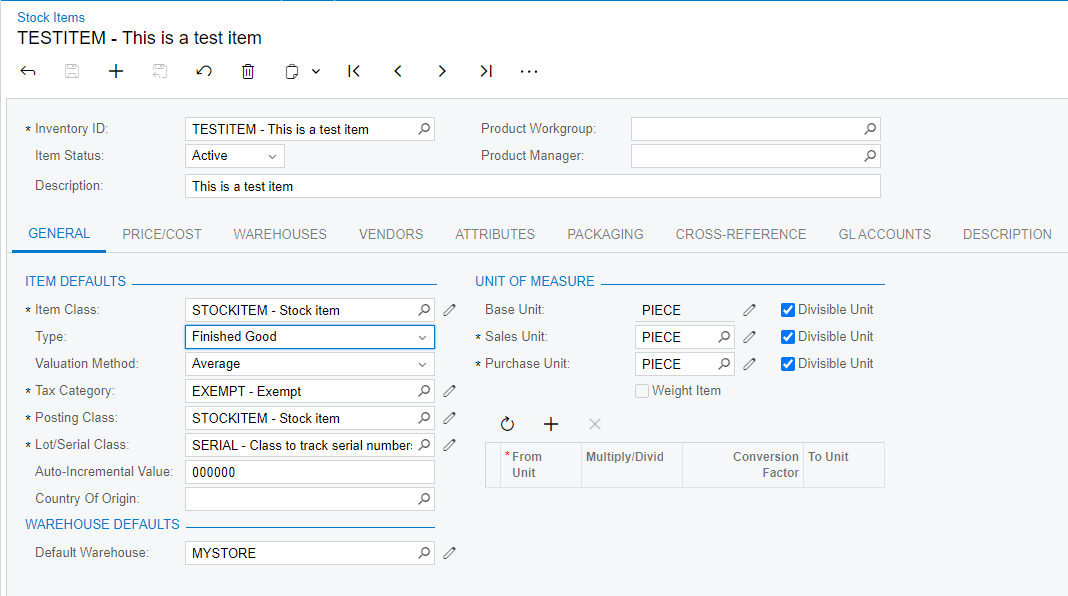 Stock Items
TESTITEM - This is a test item
* Inventory ID: TESTITEM - This is a test item
Product Workgroup:
Item Status: Active
Product Manager:
Description: This is a test item
GENERAL PRICE/COST WAREHOUSES VENDORS ATTRIBUTES PACKAGING CROSS-REFERENCE GL ACCOUNTS DESCRIPTION
ITEM DEFAULTS
* Item Class: STOCKITEM - Stock item
Type: Finished Good
Valuation Method: Average
* Tax Category: EXEMPT - Exempt
* Posting Class: STOCKITEM - Stock item
* Lot/Serial Class: SERIAL - Class to track serial number
Auto-Incremental Value: 000000
Country Of Origin:
WAREHOUSE DEFAULTS
Default Warehouse: MYSTORE
UNIT OF MEASURE
Base Unit: PIECE Divisible Unit
* Sales Unit: PIECE Divisible Unit
* Purchase Unit: PIECE Divisible Unit
Weight Item
* From Unit Multiply/Divid Conversion Factor To Unit